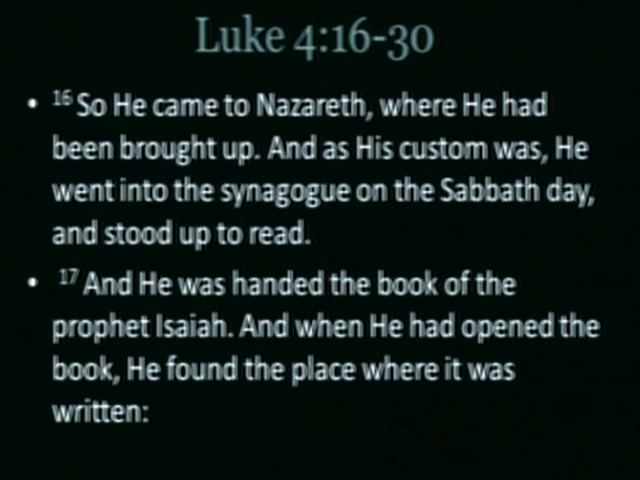 Luke 4:16-30
• 16 So He came to Nazareth, where He had
been brought up. And as His custom was, He
went into the synagogue on the Sabbath day,
and stood up to read.
• 17 And He was handed the book of the
prophet Isaiah. And when He had opened the
book, He found the place where it was
written: